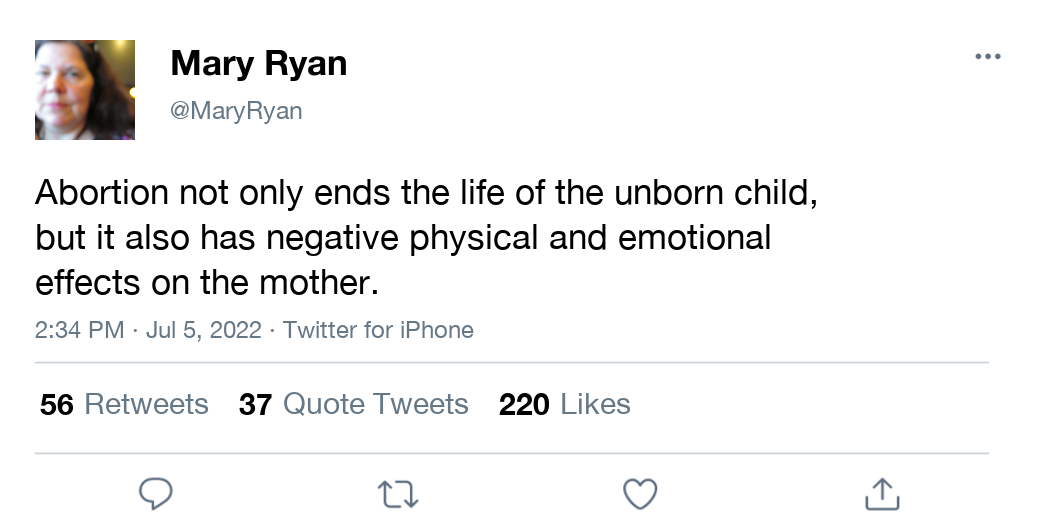 Mary Ryan
@MaryRyan
Abortion not only ends the life of the unborn child,
but it also has negative physical and emotional
effects on the mother.
2:34 PM · Jul 5, 2022 · Twitter for iPhone
56 Retweets 37 Quote Tweets 220 Likes